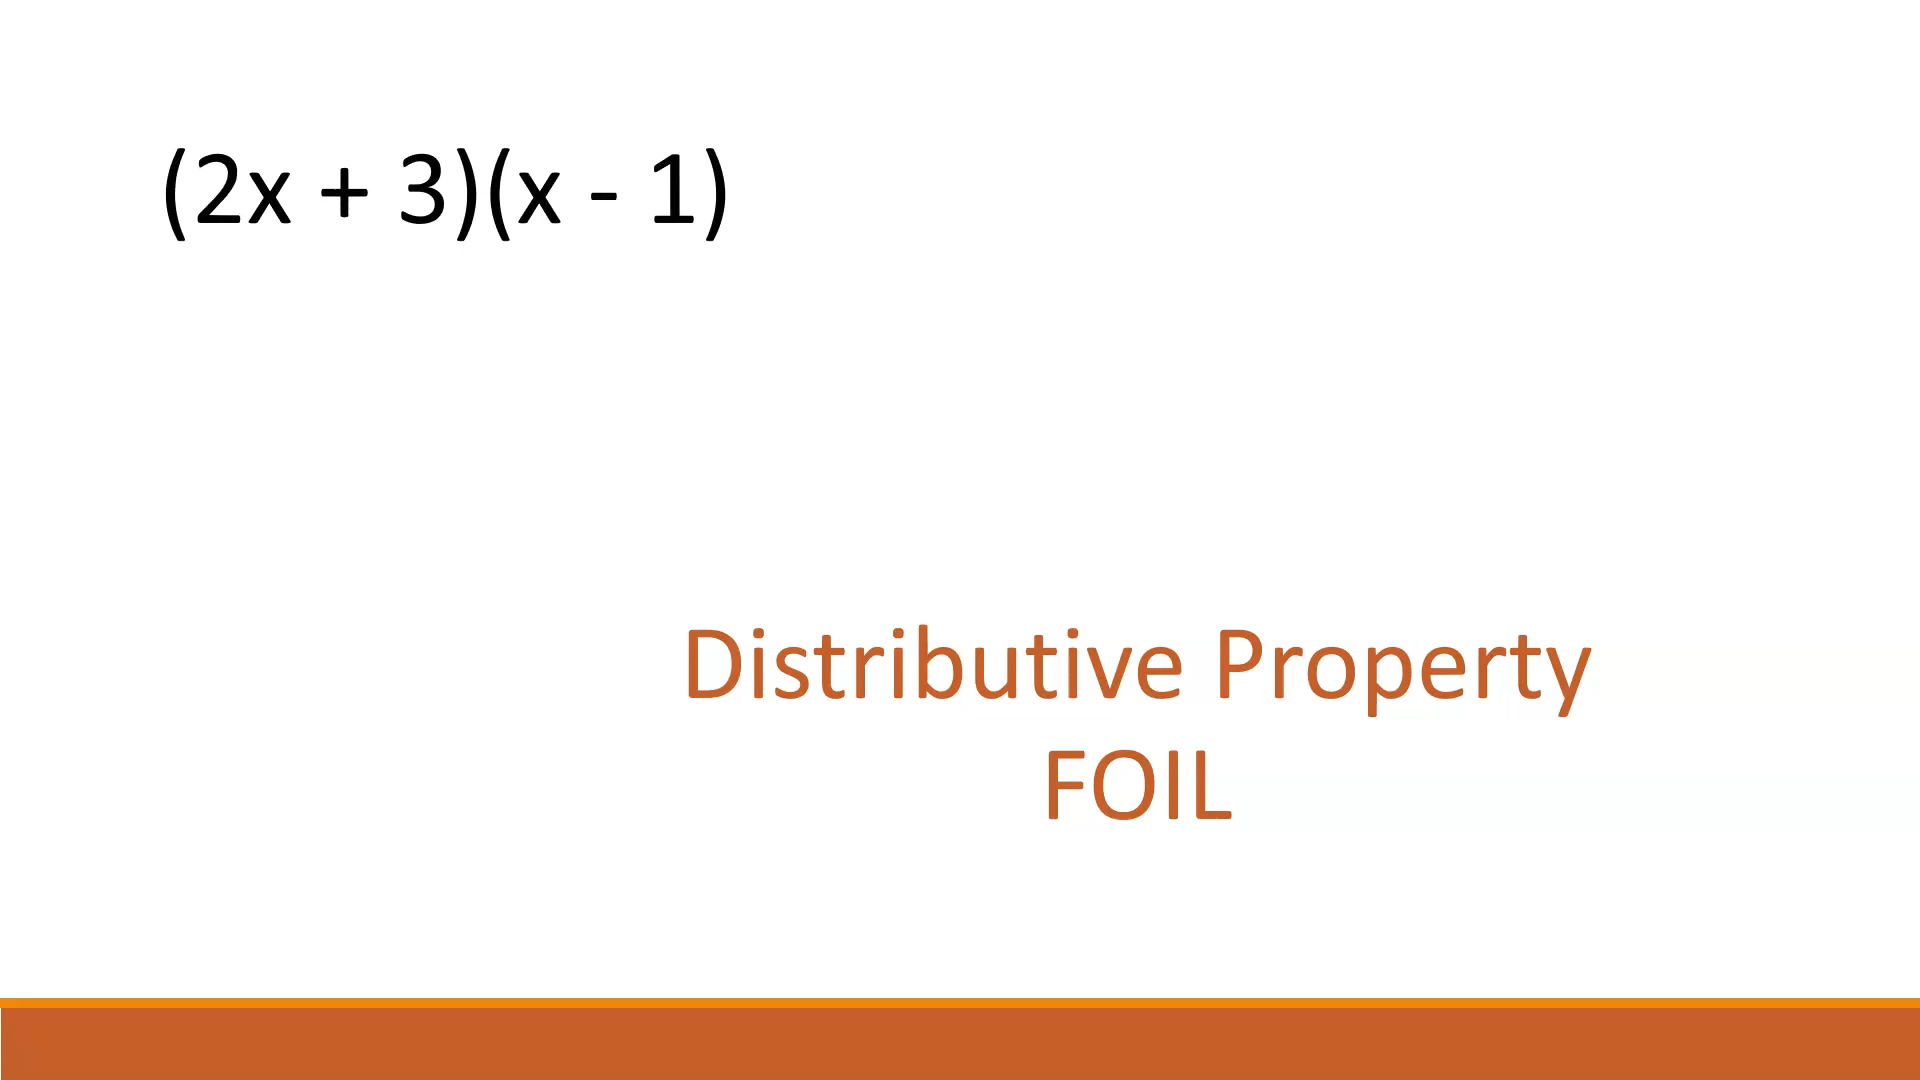 (2x + 3)(x - 1)
Distributive Property
FOIL